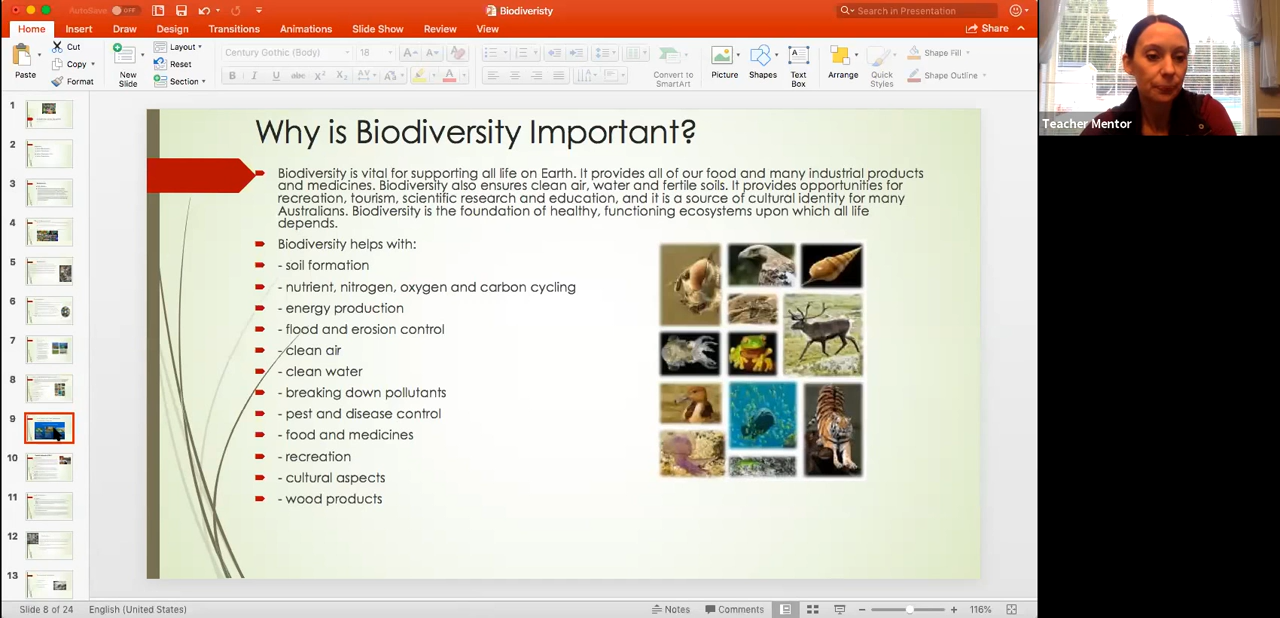 AutoSave OFF
Biodiveristy
Search in Presentation
Home Insert Draw Design Transitions Animations Slide Show Review View
Share
Paste
Cut
Copy
Format
New Slide
Layout
Reset
Section
Century Gothic (Body)
Convert to SmartArt
Picture
Shapes
Text Box
Arrange
Quick Styles
Shape Fill
Shape Outline
Teacher Mentor
1
2
3
4
5
6
7
8
9
10
11
12
13
Why is Biodiversity Important?
Biodiversity is vital for supporting all life on Earth. It provides all of our food and many industrial products
and medicines. Biodiversity also ensures clean air, water and fertile soils. It provides opportunities for
recreation, tourism, scientific research and education, and it is a source of cultural identity for many
Australians. Biodiversity is the foundation of healthy, functioning ecosystems upon which all life
depends.
Biodiversity helps with:
- soil formation
- nutrient, nitrogen, oxygen and carbon cycling
- energy production
- flood and erosion control
- clean air
- clean water
- breaking down pollutants
- pest and disease control
- food and medicines
- recreation
- cultural aspects
- wood products
Slide 8 of 24 English (United States)
Notes Comments 116%